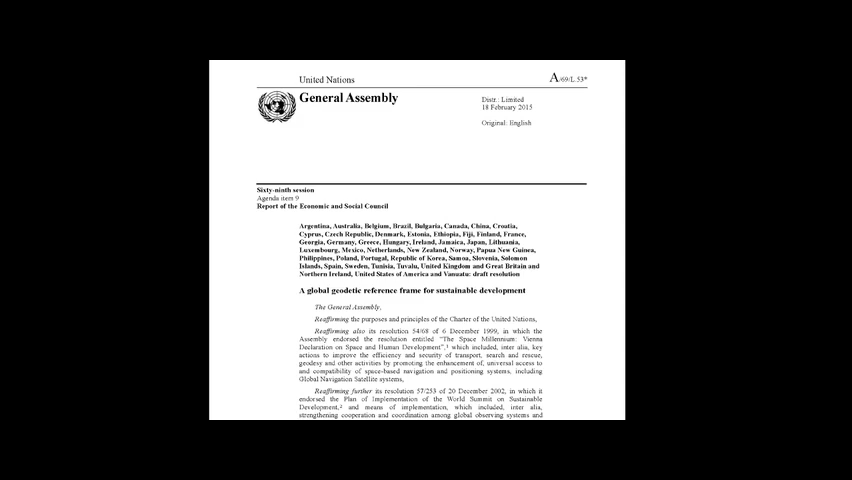 United Nations A/69/L.53*
General Assembly
Distr.: Limited
18 February 2015
Original: English
Sixty-ninth session
Agenda item 9
Report of the Economic and Social Council
Argentina, Australia, Belgium, Brazil, Bulgaria, Canada, China, Croatia,
Cyprus, Czech Republic, Denmark, Estonia, Ethiopia, Fiji, Finland, France,
Georgia, Germany, Greece, Hungary, Ireland, Jamaica, Japan, Lithuania,
Luxembourg, Mexico, Netherlands, New Zealand, Norway, Papua New Guinea,
Philippines, Poland, Portugal, Republic of Korea, Samoa, Slovenia, Solomon
Islands, Spain, Sweden, Tunisia, Tuvalu, United Kingdom and Great Britain and
Northern Ireland, United States of America and Vanuatu: draft resolution
A global geodetic reference frame for sustainable development
The General Assembly,
Reaffirming the purposes and principles of the Charter of the United Nations,
Reaffirming also its resolution 54/68 of 6 December 1999, in which the
Assembly endorsed the resolution entitled “The Space Millennium: Vienna
Declaration on Space and Human Development”,¹ which included, inter alia, key
actions to improve the efficiency and security of transport, search and rescue,
geodesy and other activities by promoting the enhancement of, universal access to
and compatibility of space-based navigation and positioning systems, including
Global Navigation Satellite systems,
Reaffirming further its resolution 57/253 of 20 December 2002, in which it
endorsed the Plan of Implementation of the World Summit on Sustainable
Development,² and means of implementation, which included, inter alia,
strengthening cooperation and coordination among global observing systems and